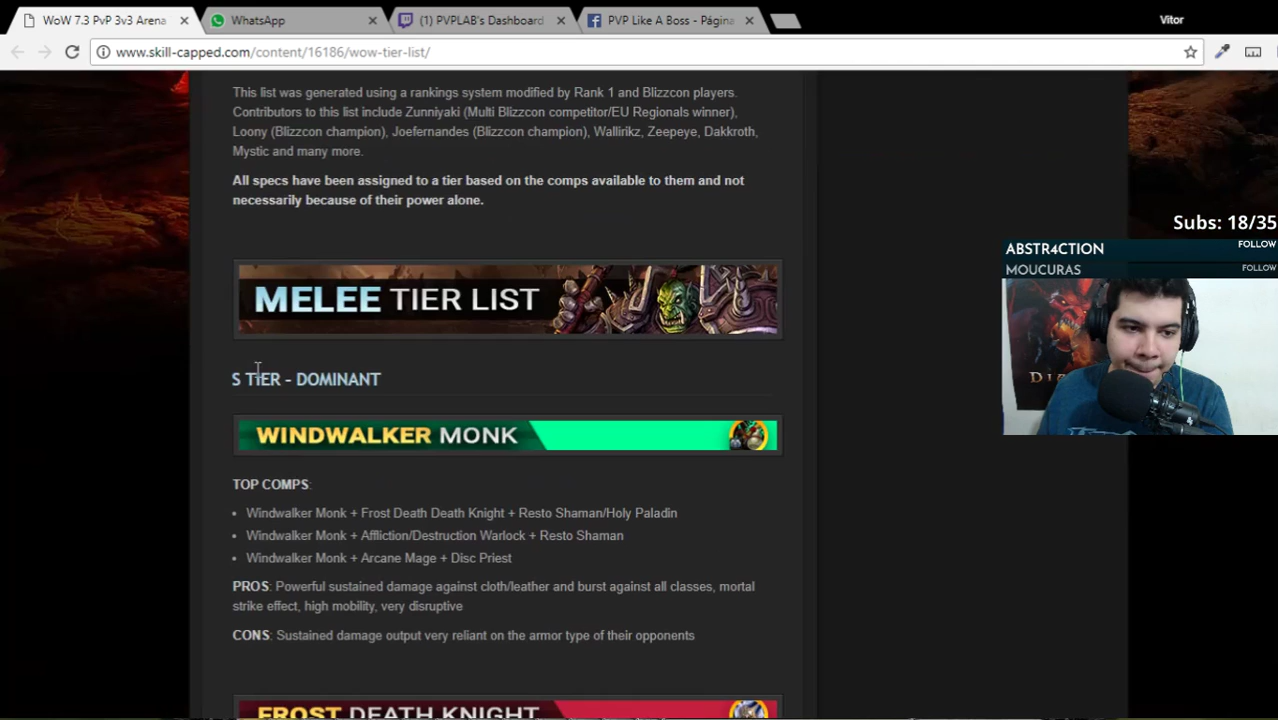 WoW 7.3 PvP 3v3 Arena
WhatsApp
(1) PVPLAB's Dashboard
PVP Like A Boss - Página
Vitor
www.skill-capped.com/content/16186/wow-tier-list/
This list was generated using a rankings system modified by Rank 1 and Blizzcon players.
Contributors to this list include Zunniyaki (Multi Blizzcon competitor/EU Regionals winner),
Loony (Blizzcon champion), Joefernandes (Blizzcon champion), Wallirikz, Zeepeye, Dakkroth,
Mystic and many more.
All specs have been assigned to a tier based on the comps available to them and not
necessarily because of their power alone.
Subs: 18/35
ABSTR4CTION FOLLOW
MOUCURAS FOLLOW
MELEE TIER LIST
S TIER - DOMINANT
WINDWALKER MONK
TOP COMPS:
• Windwalker Monk + Frost Death Death Knight + Resto Shaman/Holy Paladin
• Windwalker Monk + Affliction/Destruction Warlock + Resto Shaman
• Windwalker Monk + Arcane Mage + Disc Priest
PROS: Powerful sustained damage against cloth/leather and burst against all classes, mortal
strike effect, high mobility, very disruptive
CONS: Sustained damage output very reliant on the armor type of their opponents
FROST DEATH KNIGHT